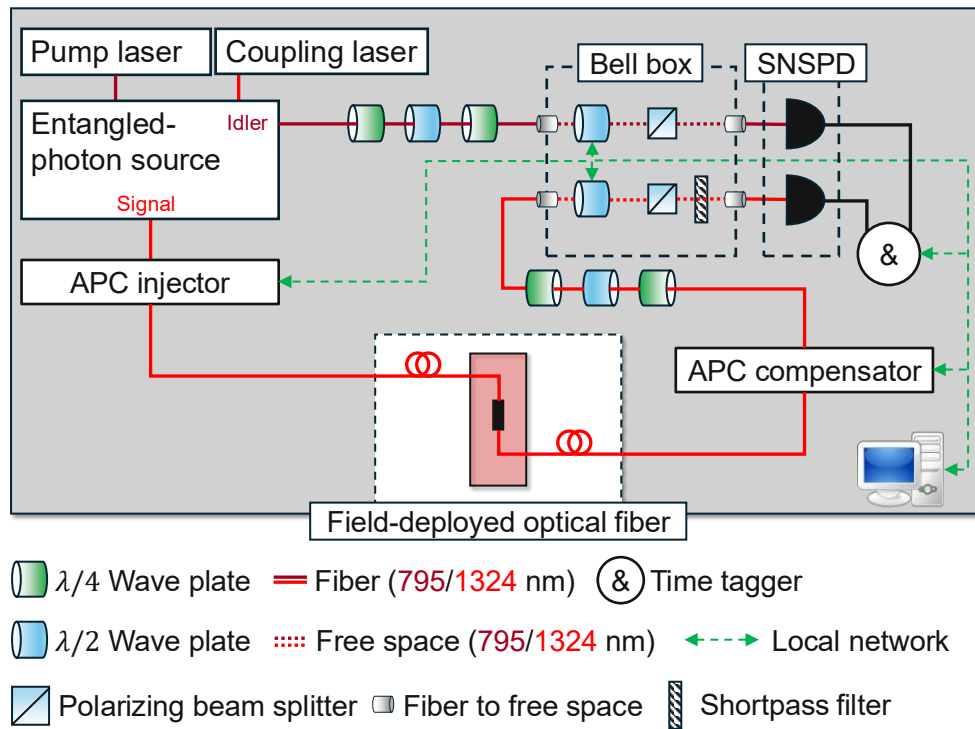 Pump laser
Coupling laser
Bell box
SNSPD
Entangled-
photon source
Idler
Signal
&
APC injector
APC compensator
Field-deployed optical fiber
λ/4 Wave plate
Fiber (795/1324 nm)
& Time tagger
λ/2 Wave plate
Free space (795/1324 nm)
Local network
Polarizing beam splitter
Fiber to free space
Shortpass filter